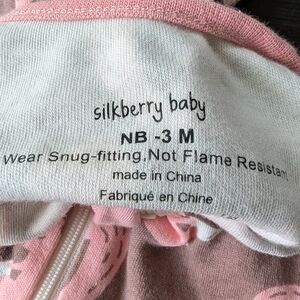 silkberry baby
NB -3 M
Wear Snug-fitting, Not Flame Resistant
made in China
Fabriqué en Chine